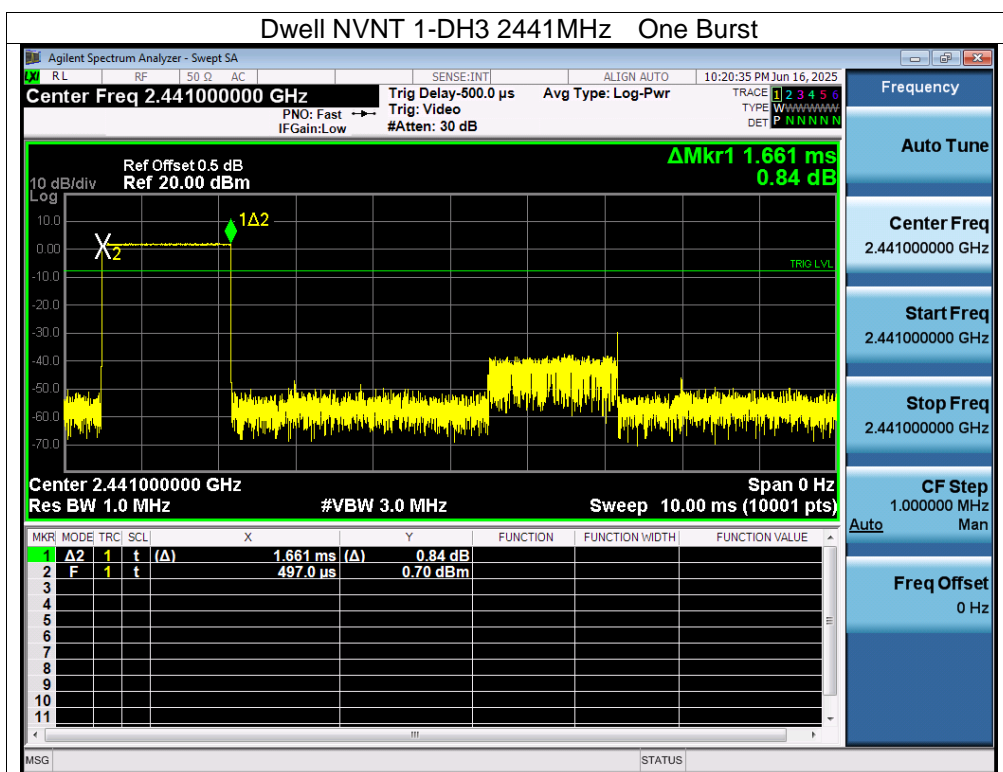 Dwell NVNT 1-DH3 2441MHz One Burst
Agilent Spectrum Analyzer - Swept SA
LXI RL RF 50 Ω AC SENSE:INT ALIGN AUTO 10:20:35 PM Jun 16, 2025
Center Freq 2.441000000 GHz
PNO: Fast
IFGain:Low
Trig Delay-500.0 µs
Trig: Video
#Atten: 30 dB
Avg Type: Log-Pwr
TRACE 1 2 3 4 5 6
TYPE WWWWWW
DET P N N N N N
Ref Offset 0.5 dB
Ref 20.00 dBm
10 dB/div
Log
ΔMkr1 1.661 ms
0.84 dB
10.0
0.00
-10.0
-20.0
-30.0
-40.0
-50.0
-60.0
-70.0
1Δ2
X2
TRIG LVL
Center 2.441000000 GHz Span 0 Hz
Res BW 1.0 MHz #VBW 3.0 MHz Sweep 10.00 ms (10001 pts)
MKR MODE TRC SCL X Y FUNCTION FUNCTION WIDTH FUNCTION VALUE
1 Δ2 1 t (Δ) 1.661 ms (Δ) 0.84 dB
2 F 1 t 497.0 µs 0.70 dBm
3
4
5
6
7
8
9
10
11
MSG STATUS
Frequency
Auto Tune
Center Freq
2.441000000 GHz
Start Freq
2.441000000 GHz
Stop Freq
2.441000000 GHz
CF Step
1.000000 MHz
Auto Man
Freq Offset
0 Hz